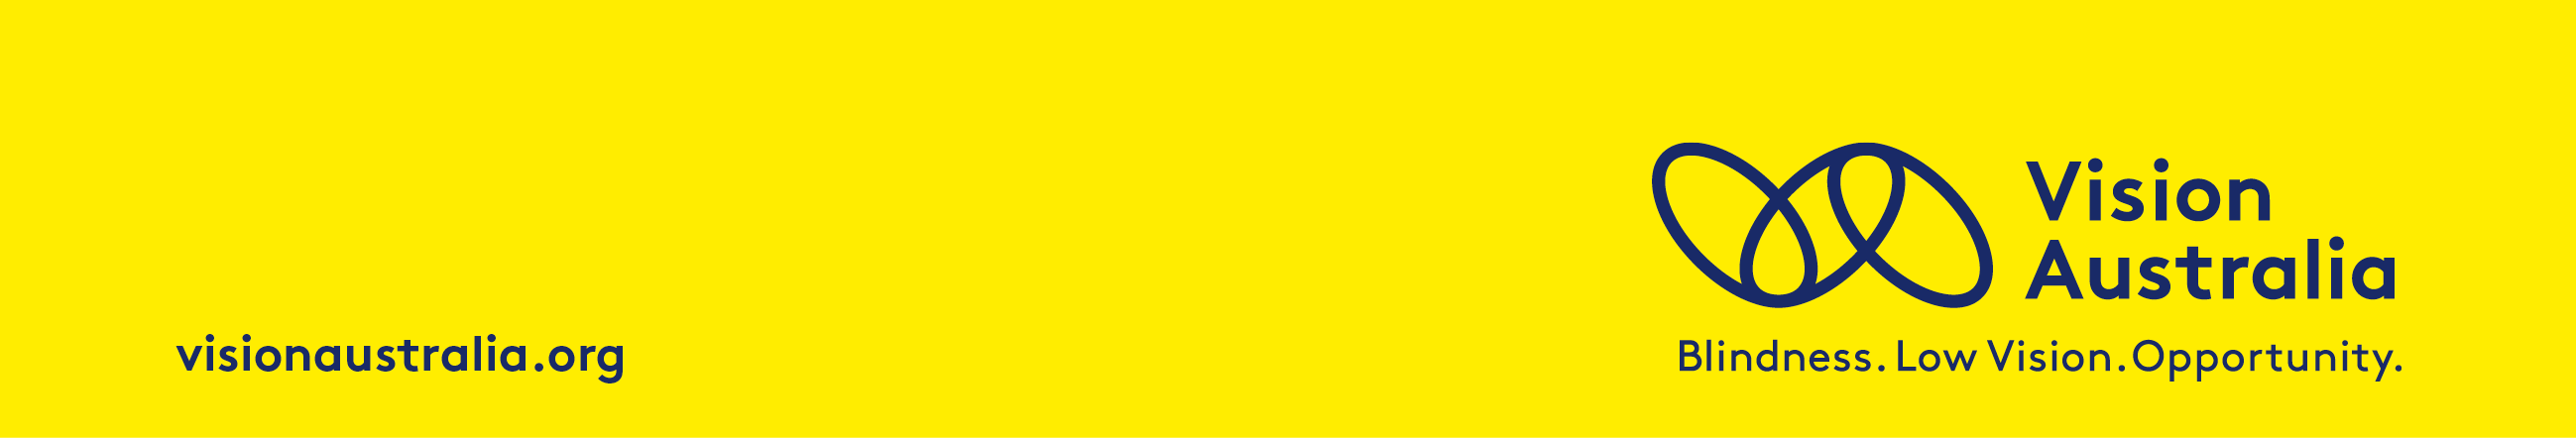 Vision
Australia
Blindness. Low Vision. Opportunity.
visionaustralia.org